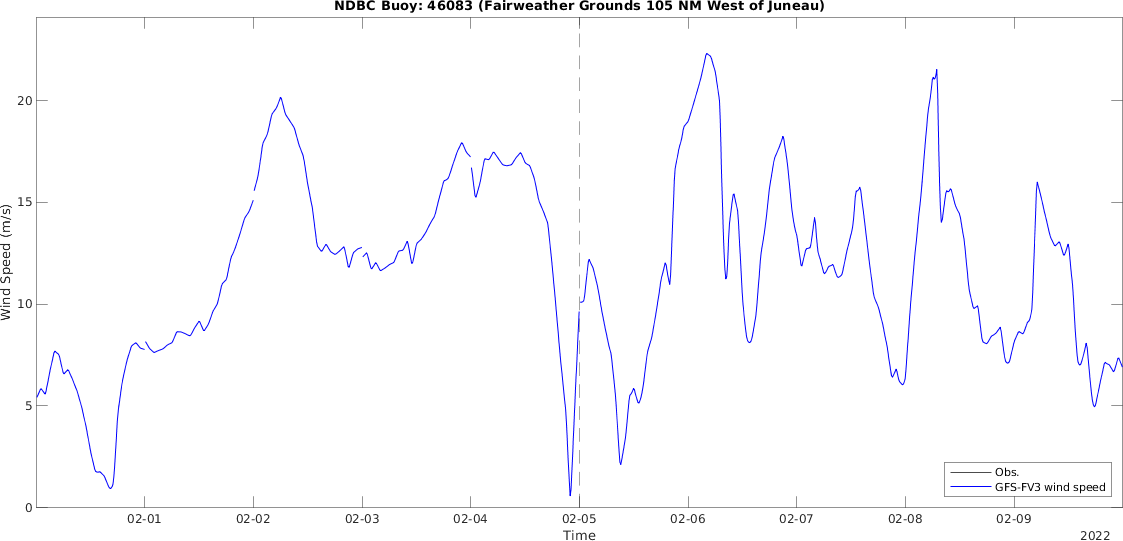 NDBC Buoy: 46083 (Fairweather Grounds 105 NM West of Juneau)
Wind Speed (m/s)
20
15
10
5
0
02-01 02-02 02-03 02-04 02-05 02-06 02-07 02-08 02-09
Time
2022
Obs.
GFS-FV3 wind speed